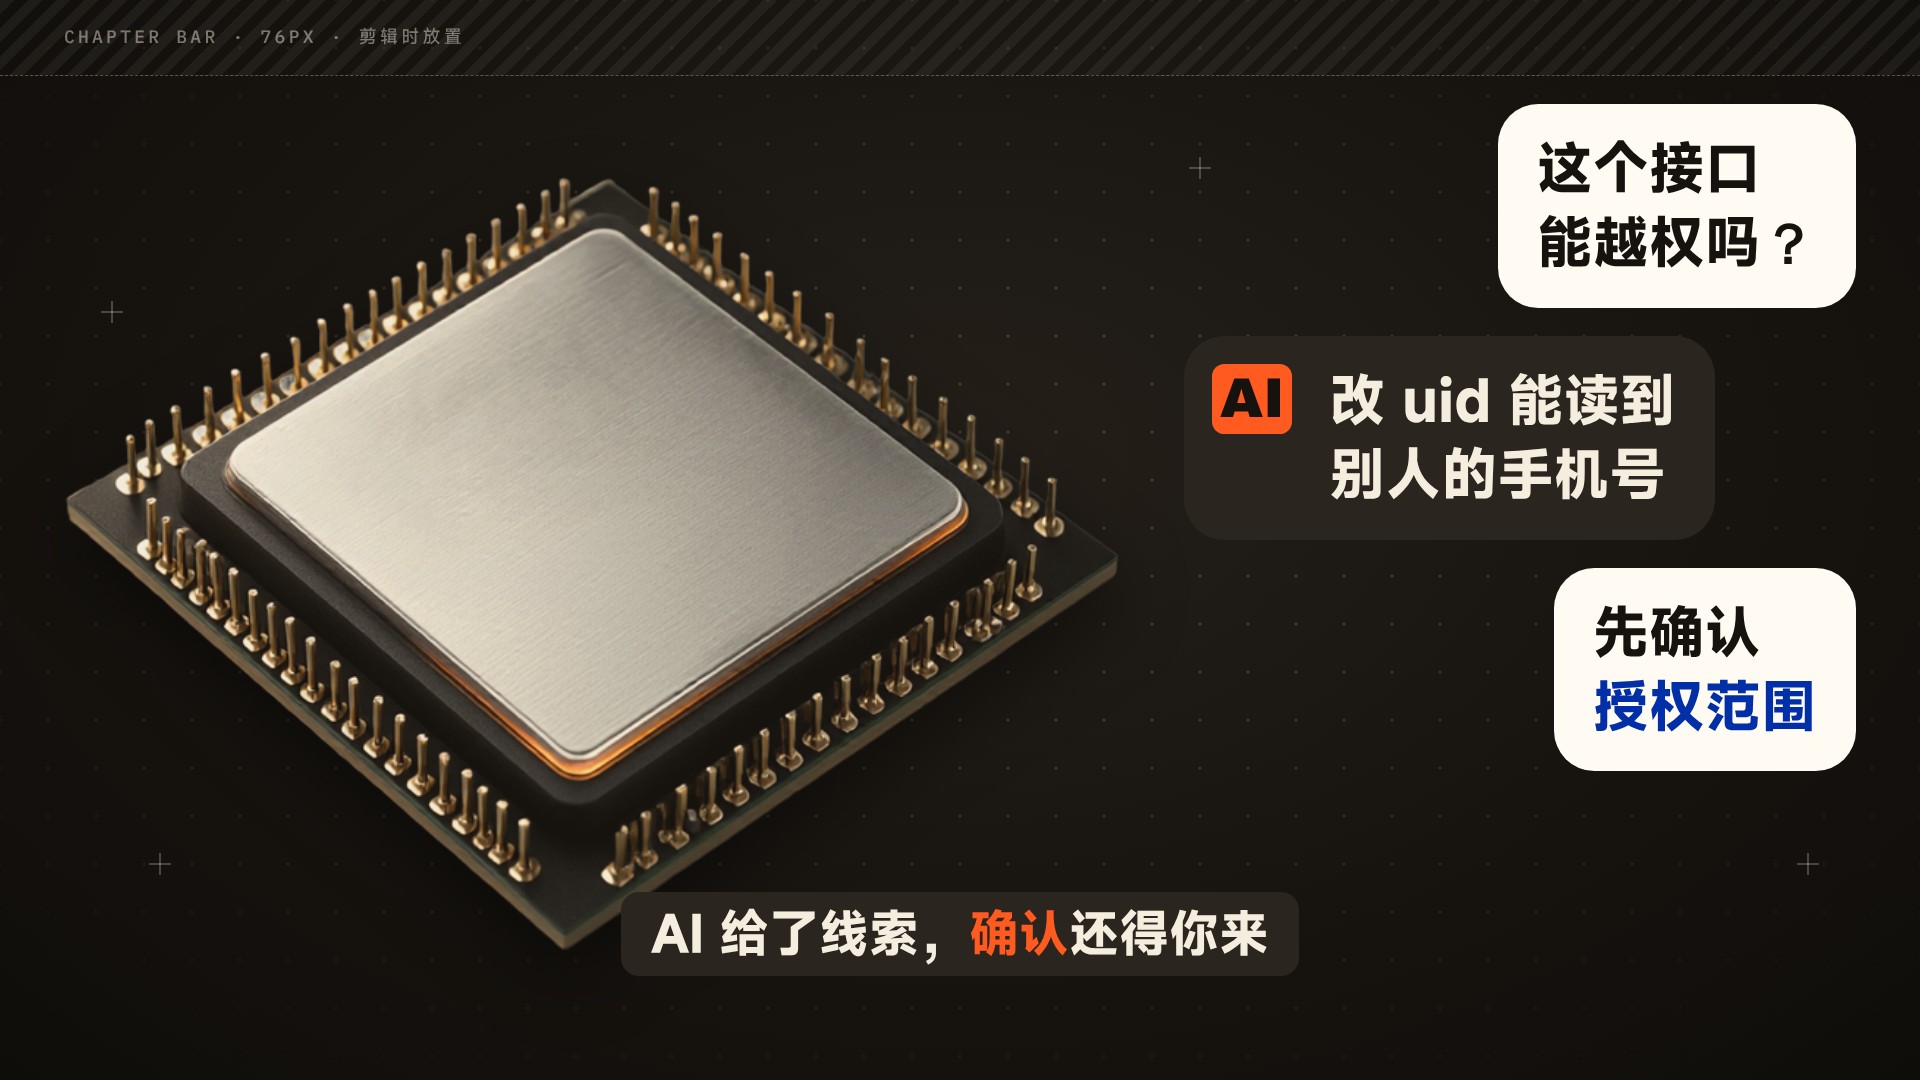 CHAPTER BAR · 76PX · 剪辑时放置
这个接口
能越权吗？
AI
改 uid 能读到
别人的手机号
先确认
授权范围
AI 给了线索，确认还得你来